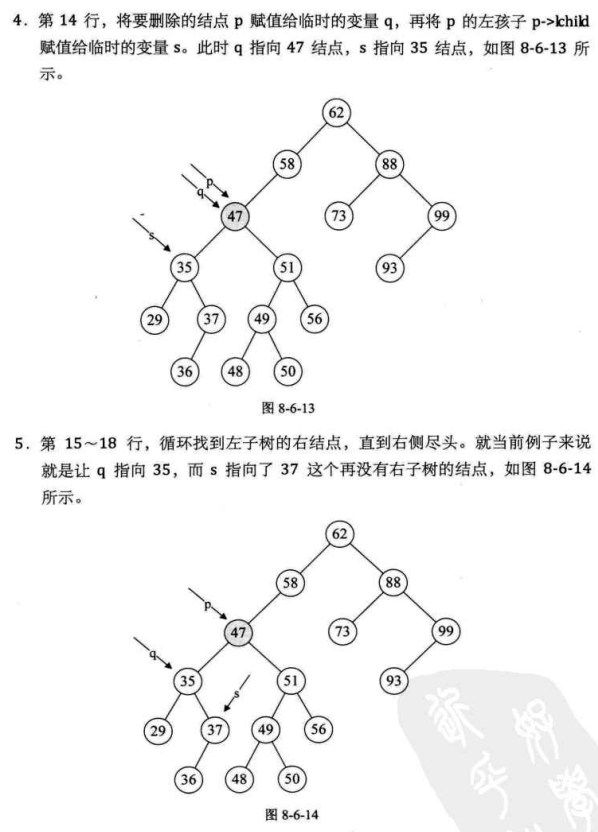 4. 第 14 行，将要删除的结点 p 赋值给临时的变量 q，再将 p 的左孩子 p->lchild
赋值给临时的变量 s。此时 q 指向 47 结点，s 指向 35 结点，如图 8-6-13 所
示。
62
58 88
p
q
47 73 99
s
35 51 93
29 37 49 56
36 48 50
图 8-6-13
5. 第 15～18 行，循环找到左子树的右结点，直到右侧尽头。就当前例子来说
就是让 q 指向 35，而 s 指向了 37 这个再没有右子树的结点，如图 8-6-14
所示。
62
58 88
p
47 73 99
q
35 51 93
s
29 37 49 56
36 48 50
图 8-6-14